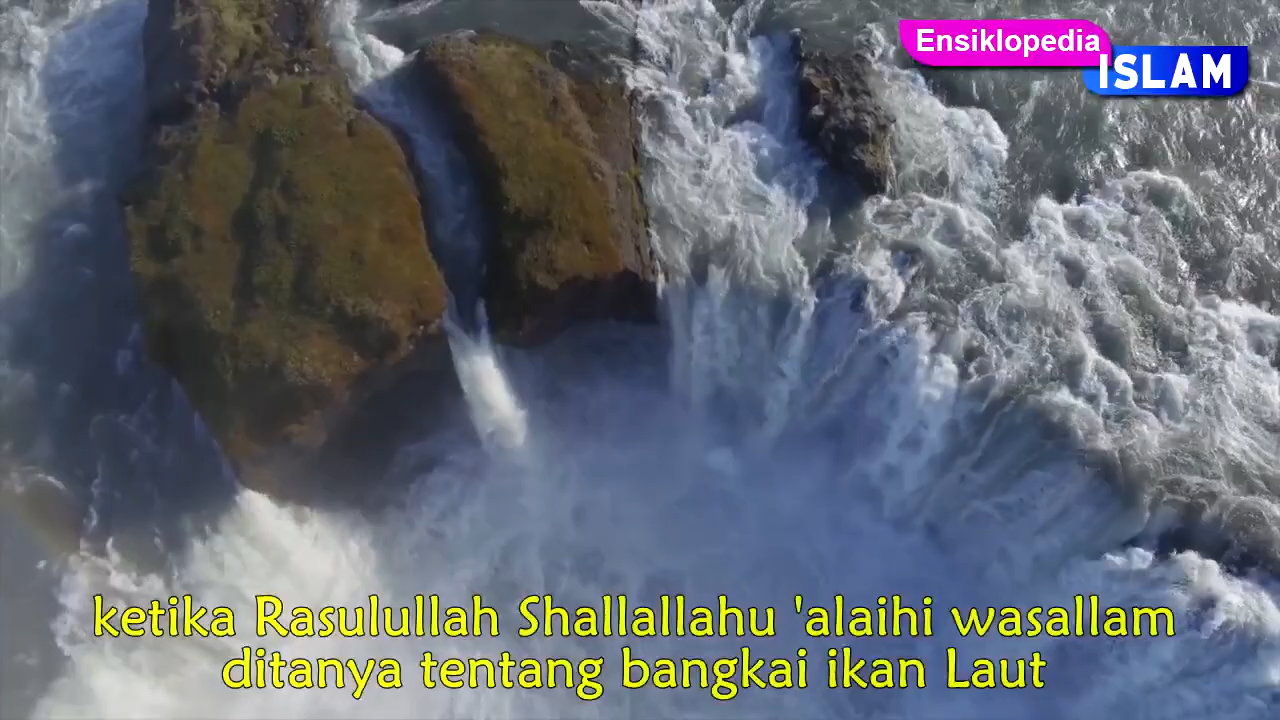 Ensiklopedia
ISLAM
ketika Rasulullah Shallallahu 'alaihi wasallam
ditanya tentang bangkai ikan Laut